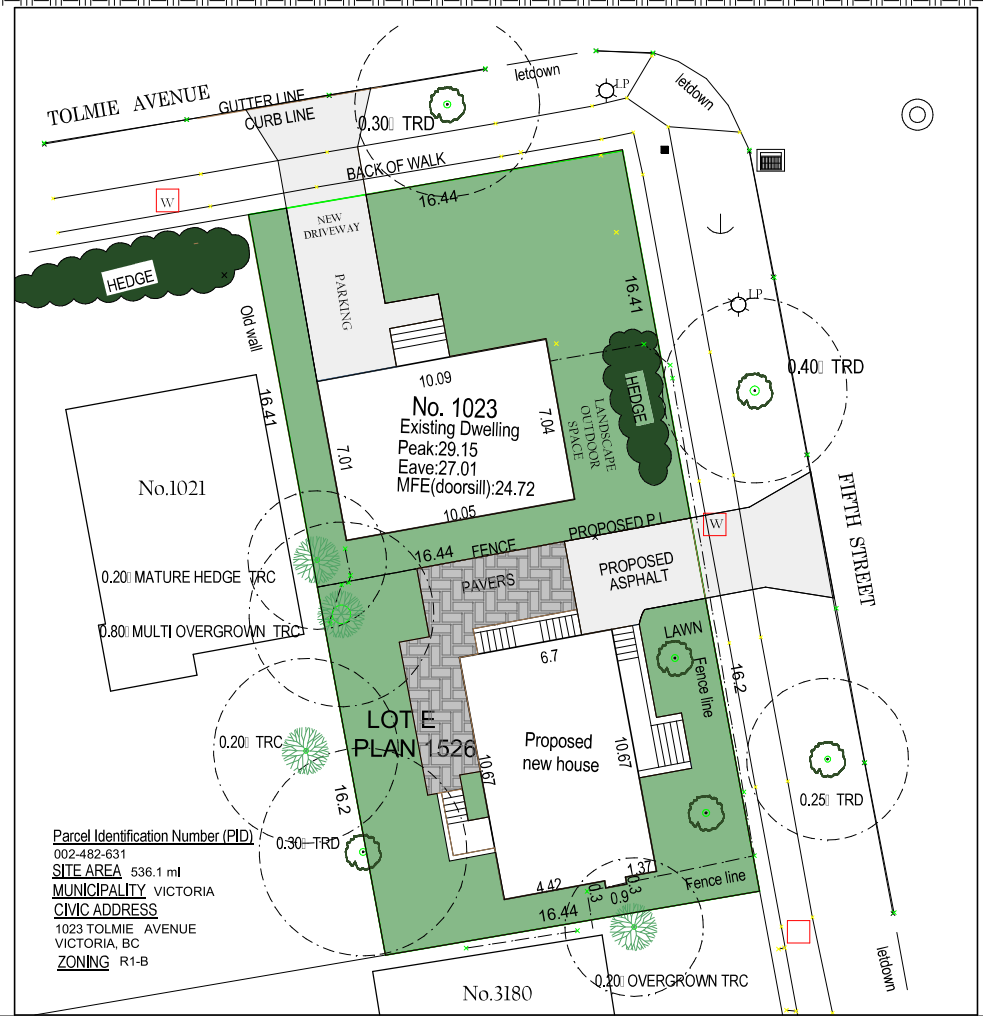 TOLMIE AVENUE
GUTTER LINE
CURB LINE
0.30 TRD
letdown
LP
letdown
BACK OF WALK
W
16.44
NEW
DRIVEWAY
PARKING
HEDGE
Old wall
16.41
16.41
LP
0.40 TRD
HEDGE
LANDSCAPE
OUTDOOR
SPACE
10.09
No. 1023
Existing Dwelling
Peak:29.15
Eave:27.01
MFE(doorsill):24.72
7.01
7.04
10.05
No.1021
FIFTH STREET
W
PROPOSED P.L
16.44 FENCE
PAVERS
PROPOSED
ASPHALT
0.20 MATURE HEDGE TRC
0.80 MULTI OVERGROWN TRC
LAWN
Fence line
16.2
6.7
LOT E
PLAN 1526
10.67
10.67
Proposed
new house
0.20 TRC
16.2
0.30 TRD
0.25 TRD
4.42
0.3
0.9
0.3
1.37
Fence line
16.44
0.20 OVERGROWN TRC
No.3180
letdown
Parcel Identification Number (PID)
002-482-631
SITE AREA 536.1 ml
MUNICIPALITY VICTORIA
CIVIC ADDRESS
1023 TOLMIE AVENUE
VICTORIA, BC
ZONING R1-B